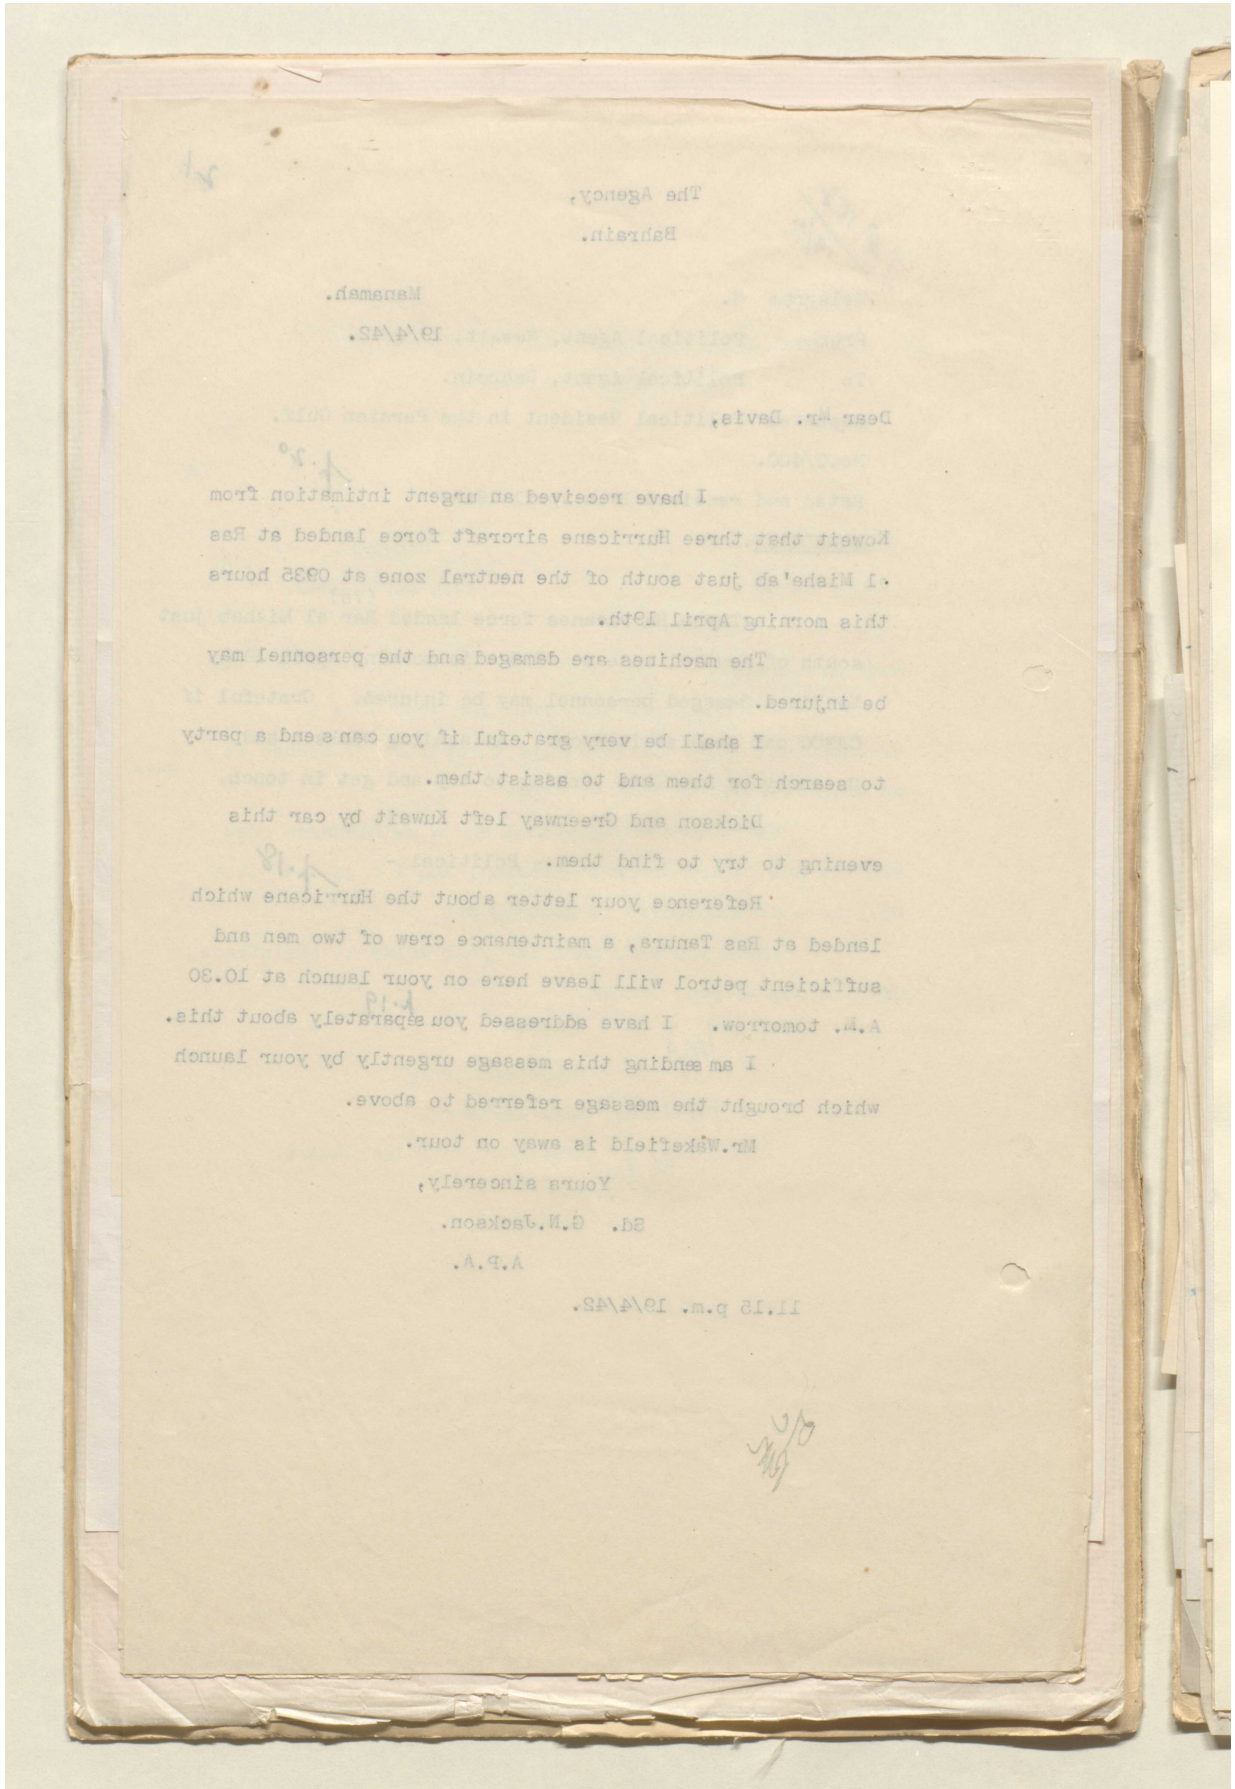 21
The Agency,
Bahrain.
Manamah.
19/4/42.
Dear Mr. Davis,
p.20
I have received an urgent intimation from
Koweit that three Hurricane aircraft force landed at Ras
al Misha'ab just south of the neutral zone at 0935 hours
this morning April 19th.
The machines are damaged and the personnel may
be injured.
I shall be very grateful if you can send a party
to search for them and to assist them.
Dickson and Greenway left Kuwait by car this
evening to try to find them.
p.18
Reference your letter about the Hurricane which
landed at Ras Tanura, a maintenance crew of two men and
sufficient petrol will leave here on your launch at 10.30
A.M. tomorrow. I have addressed you separately about this.
p.19
I am sending this message urgently by your launch
which brought the message referred to above.
Mr.Wakefield is away on tour.
Yours sincerely,
Sd. G.N.Jackson.
A.P.A.
11.15 p.m. 19/4/42.